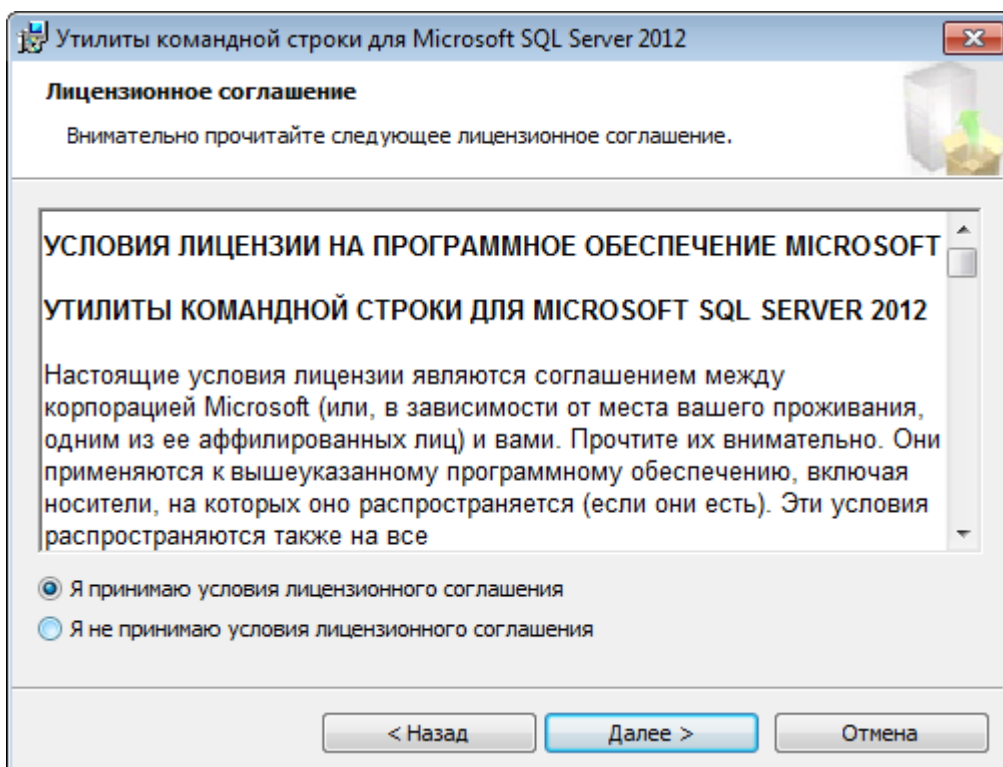 Утилиты командной строки для Microsoft SQL Server 2012
Лицензионное соглашение
Внимательно прочитайте следующее лицензионное соглашение.
УСЛОВИЯ ЛИЦЕНЗИИ НА ПРОГРАММНОЕ ОБЕСПЕЧЕНИЕ MICROSOFT
УТИЛИТЫ КОМАНДНОЙ СТРОКИ ДЛЯ MICROSOFT SQL SERVER 2012
Настоящие условия лицензии являются соглашением между
корпорацией Microsoft (или, в зависимости от места вашего проживания,
одним из ее аффилированных лиц) и вами. Прочтите их внимательно. Они
применяются к вышеуказанному программному обеспечению, включая
носители, на которых оно распространяется (если они есть). Эти условия
распространяются также на все
Я принимаю условия лицензионного соглашения
Я не принимаю условия лицензионного соглашения
< Назад
Далее >
Отмена